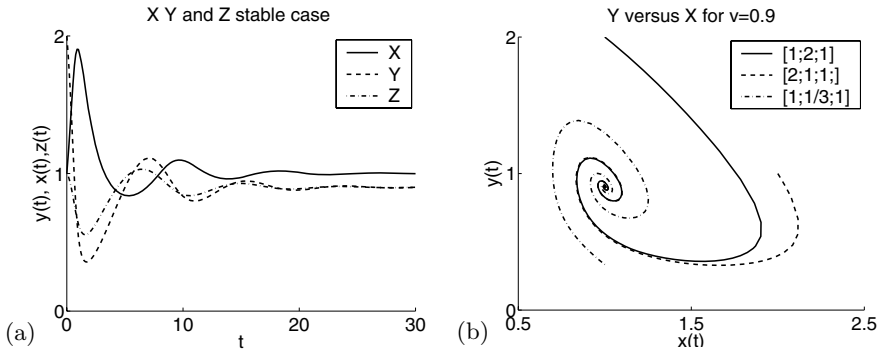 X Y and Z stable case
y(t), x(t),z(t)
2
1
0
0
10
20
30
t
X
Y
Z
(a)
Y versus X for v=0.9
y(t)
2
1
0
0.5
1.5
2.5
x(t)
[1;2;1]
[2;1;1;]
[1;1/3;1]
(b)